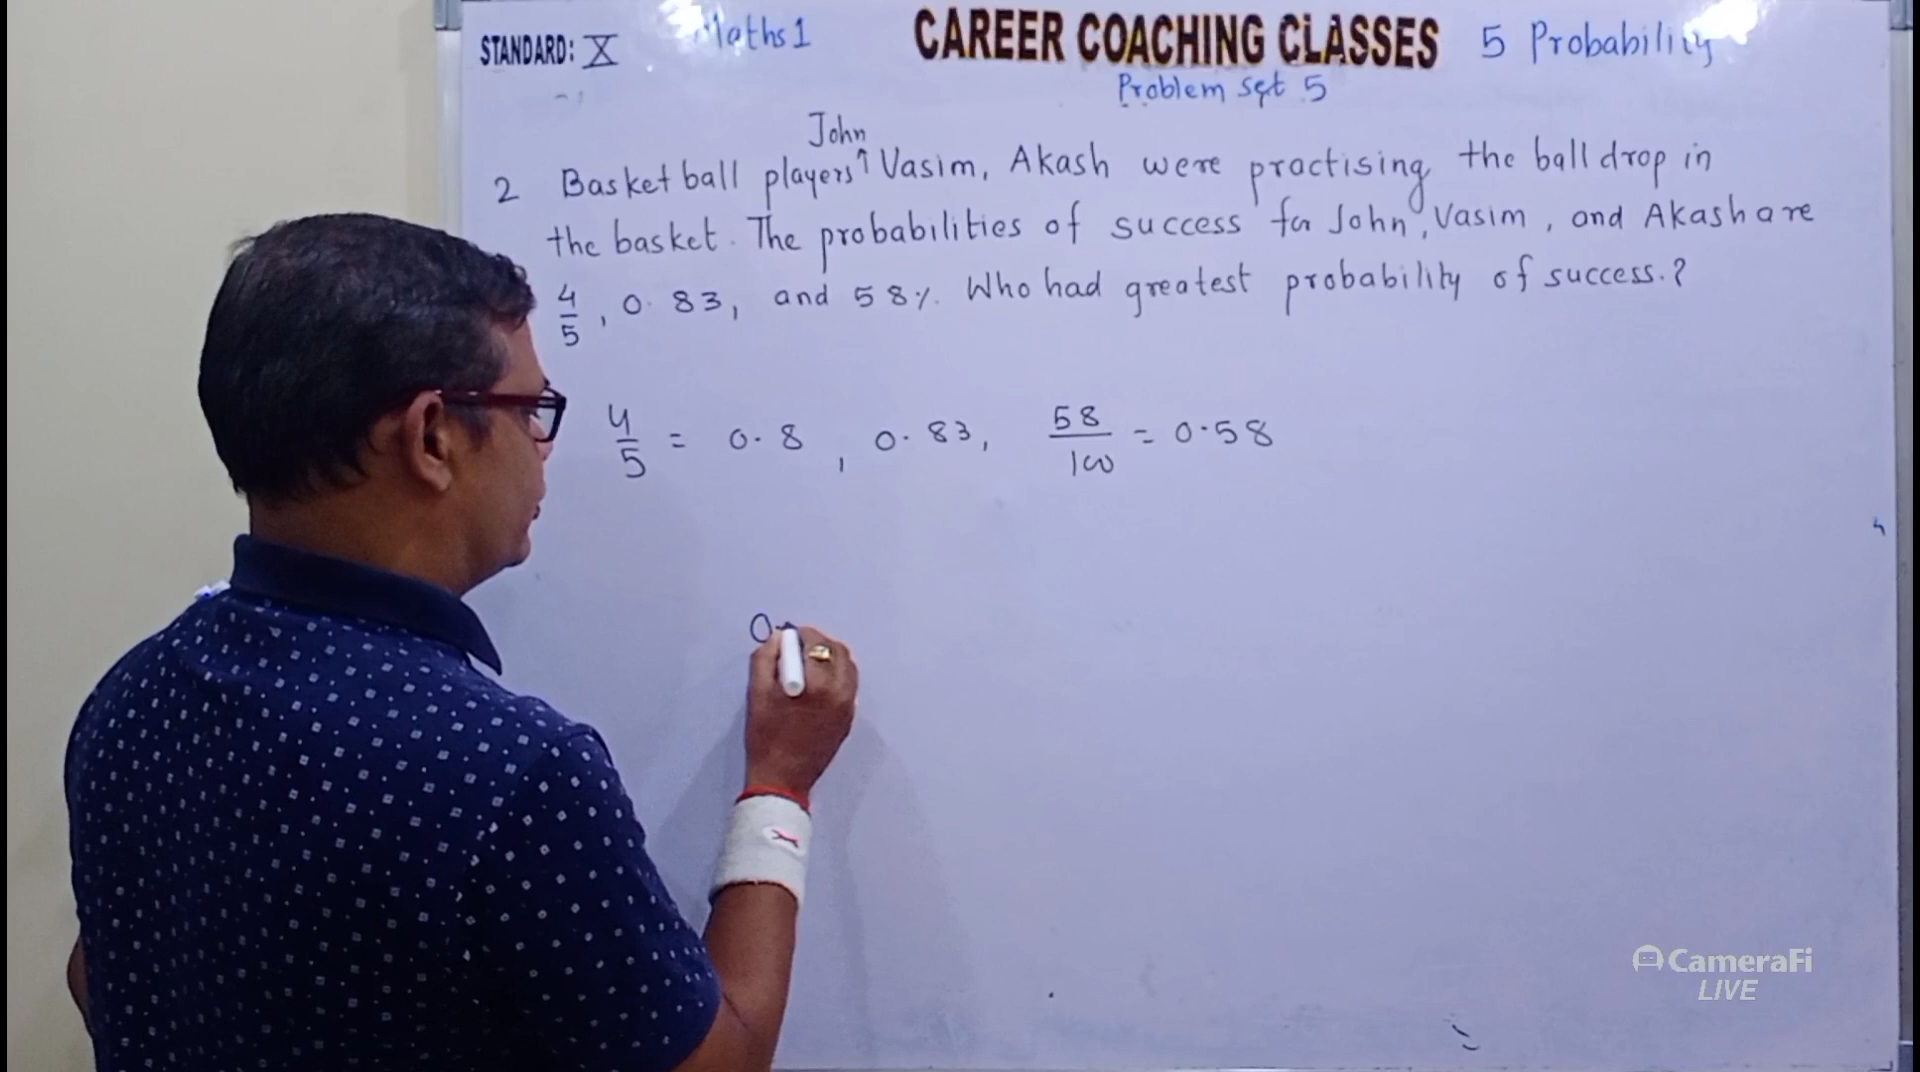 STANDARD: X Maths 1 CAREER COACHING CLASSES 5 Probability
Problem set 5
John
2 Basket ball players ↑ Vasim, Akash were practising the ball drop in
the basket. The probabilities of success for John, Vasim, and Akash are
4/5, 0.83, and 58%. Who had greatest probability of success.?
4/5 = 0.8, 0.83, 58/100 = 0.58
0.
CameraFi
LIVE